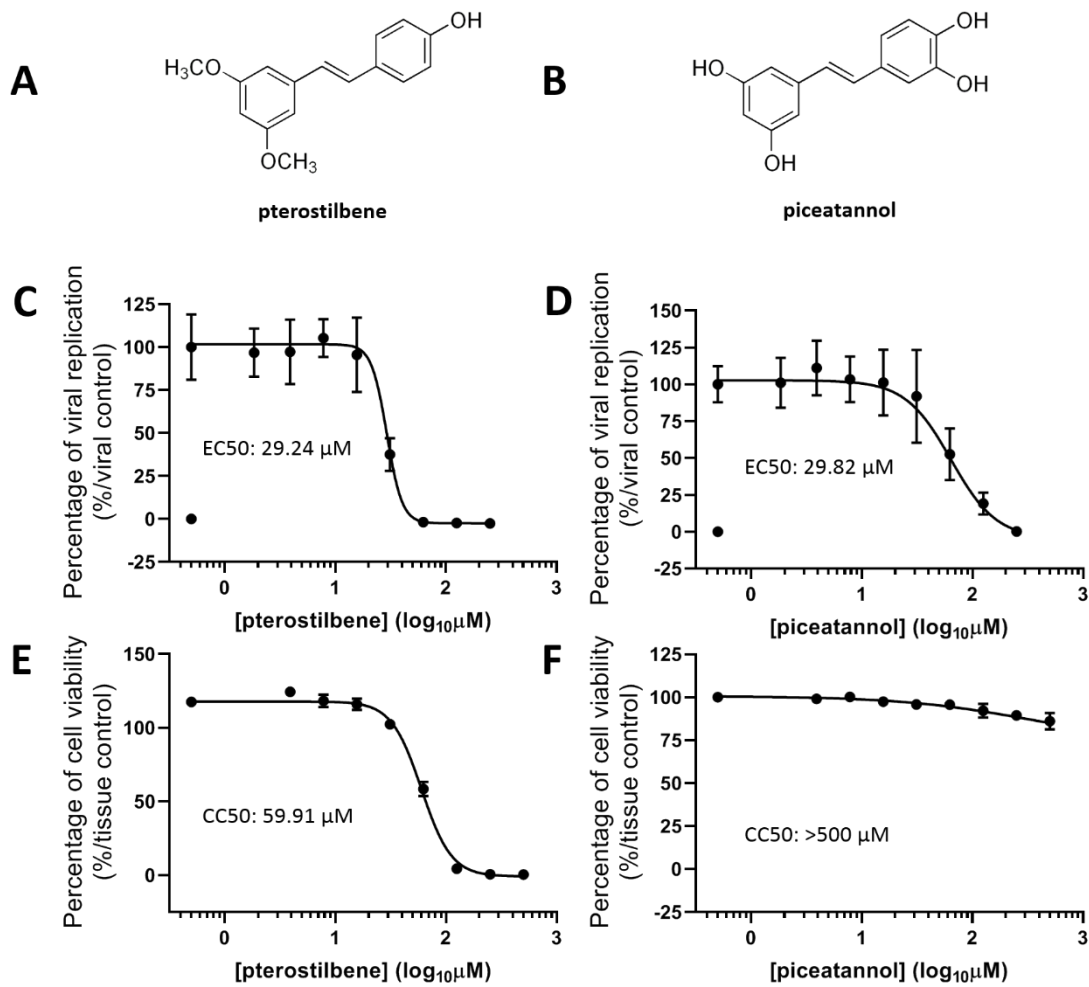 A
H₃CO
OCH₃
OH
pterostilbene
B
HO
OH
OH
OH
piceatannol
C
Percentage of viral replication
(%/viral control)
125
100
75
50
25
0
-25
EC50: 29.24 µM
0 1 2 3
[pterostilbene] (log₁₀µM)
D
Percentage of viral replication
(%/viral control)
150
125
100
75
50
25
0
-25
EC50: 29.82 µM
0 1 2 3
[piceatannol] (log₁₀µM)
E
Percentage of cell viability
(%/tissue control)
150
100
50
0
CC50: 59.91 µM
0 1 2 3
[pterostilbene] (log₁₀µM)
F
Percentage of cell viability
(%/tissue control)
125
100
75
50
25
0
-25
CC50: >500 µM
0 1 2 3
[piceatannol] (log₁₀µM)